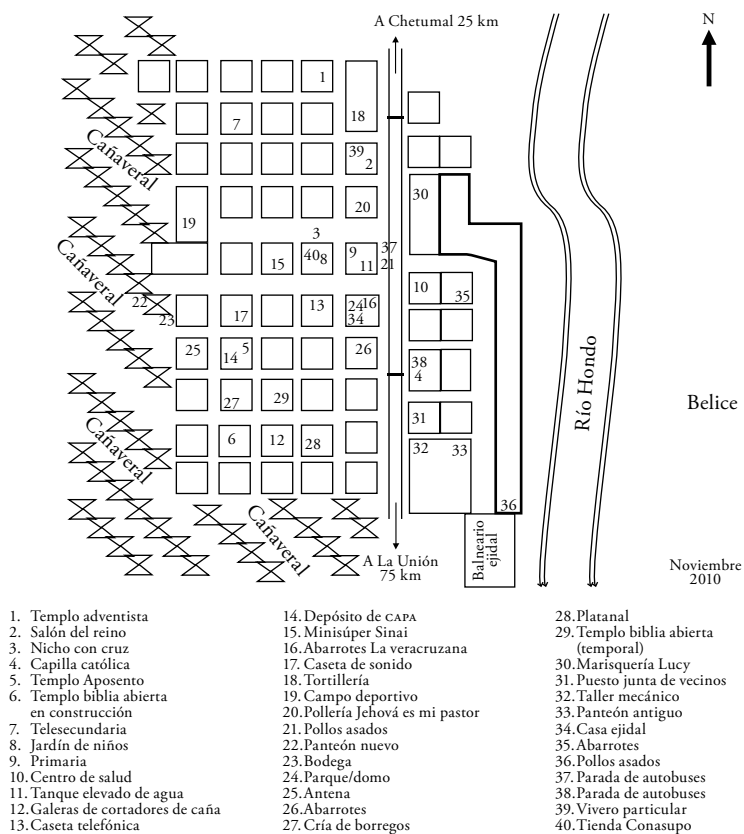 A Chetumal 25 km
N
1
18
7
39
2
Cañaveral
30
20
19
3
40
8
9
11
37
21
15
Cañaveral
22
23
10
35
17
13
24
16
34
25
14
5
26
38
4
Río Hondo
Belice
27
29
31
Cañaveral
6
12
28
32
33
36
Cañaveral
Balneario
ejidal
A La Unión
75 km
Noviembre
2010
1. Templo adventista
2. Salón del reino
3. Nicho con cruz
4. Capilla católica
5. Templo Aposento
6. Templo biblia abierta
en construcción
7. Telesecundaria
8. Jardín de niños
9. Primaria
10. Centro de salud
11. Tanque elevado de agua
12. Galeras de cortadores de caña
13. Caseta telefónica
14. Depósito de CAPA
15. Minisúper Sinai
16. Abarrotes La veracruzana
17. Caseta de sonido
18. Tortillería
19. Campo deportivo
20. Pollería Jehová es mi pastor
21. Pollos asados
22. Panteón nuevo
23. Bodega
24. Parque/domo
25. Antena
26. Abarrotes
27. Cría de borregos
28. Platanal
29. Templo biblia abierta
(temporal)
30. Marisquería Lucy
31. Puesto junta de vecinos
32. Taller mecánico
33. Panteón antiguo
34. Casa ejidal
35. Abarrotes
36. Pollos asados
37. Parada de autobuses
38. Parada de autobuses
39. Vivero particular
40. Tienda Conasupo